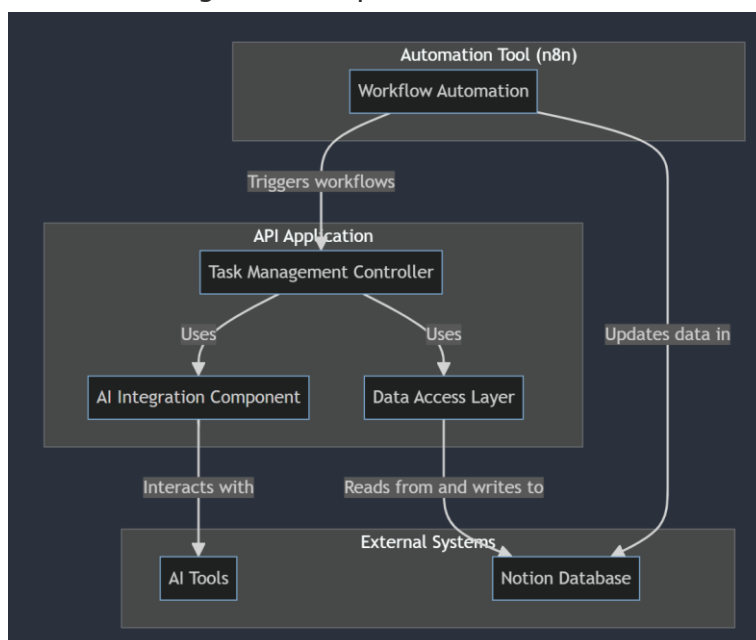 Automation Tool (n8n)
Workflow Automation
Triggers workflows
API Application
Task Management Controller
Uses
Uses
Updates data in
AI Integration Component
Data Access Layer
Interacts with
Reads from and writes to
External Systems
AI Tools
Notion Database